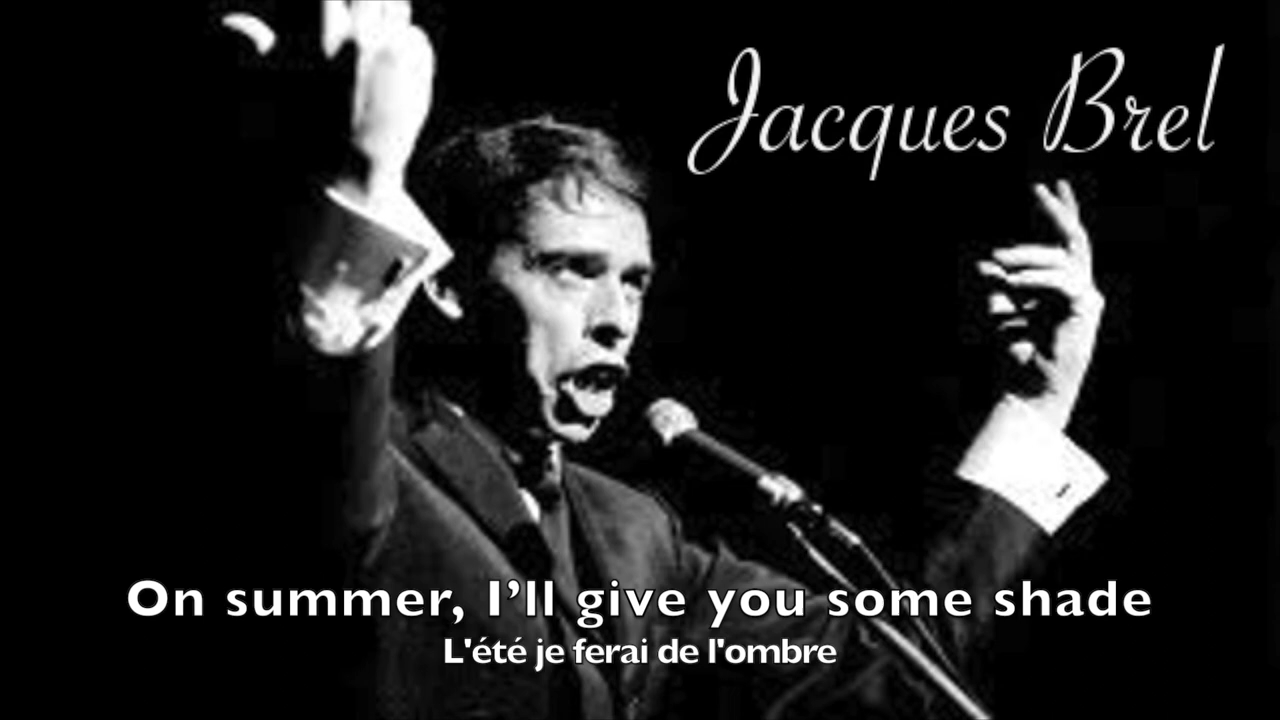 Jacques Brel
On summer, I’ll give you some shade
L'été je ferai de l'ombre